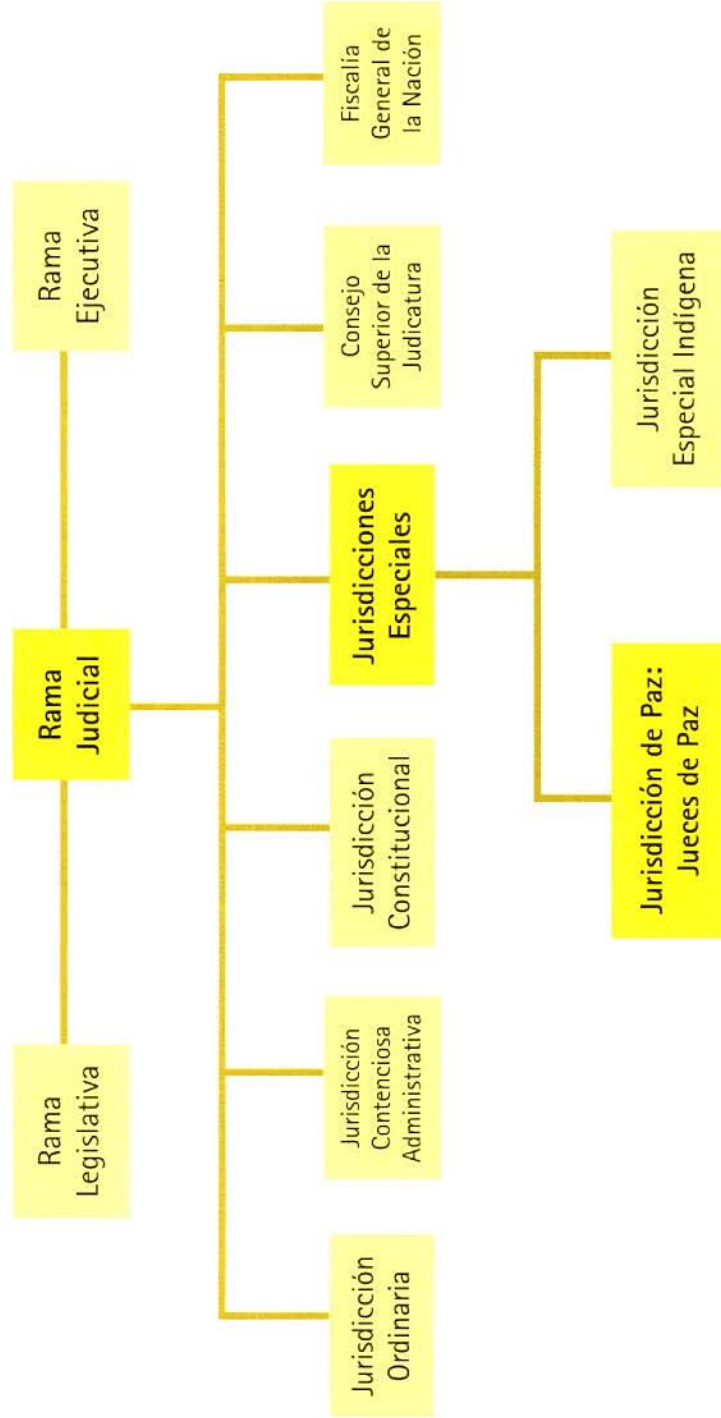 Rama
Legislativa
Rama
Judicial
Rama
Ejecutiva
Jurisdicción
Ordinaria
Jurisdicción
Contenciosa
Administrativa
Jurisdicción
Constitucional
Jurisdicciones
Especiales
Consejo
Superior de la
Judicatura
Fiscalía
General de
la Nación
Jurisdicción de Paz:
Jueces de Paz
Jurisdicción
Especial Indígena